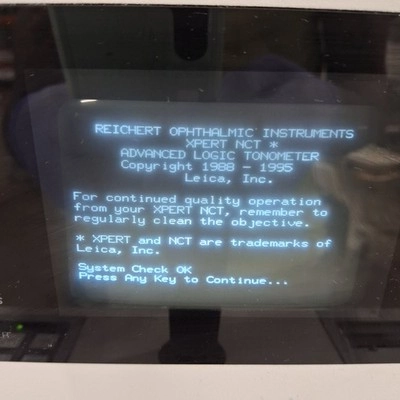 REICHERT OPHTHALMIC INSTRUMENTS
XPERT NCT *
ADVANCED LOGIC TONOMETER
Copyright 1988 - 1995
Leica, Inc.
For continued quality operation
from your XPERT NCT, remember to
regularly clean the objective.
* XPERT and NCT are trademarks of
Leica, Inc.
System Check OK
Press Any Key to Continue...